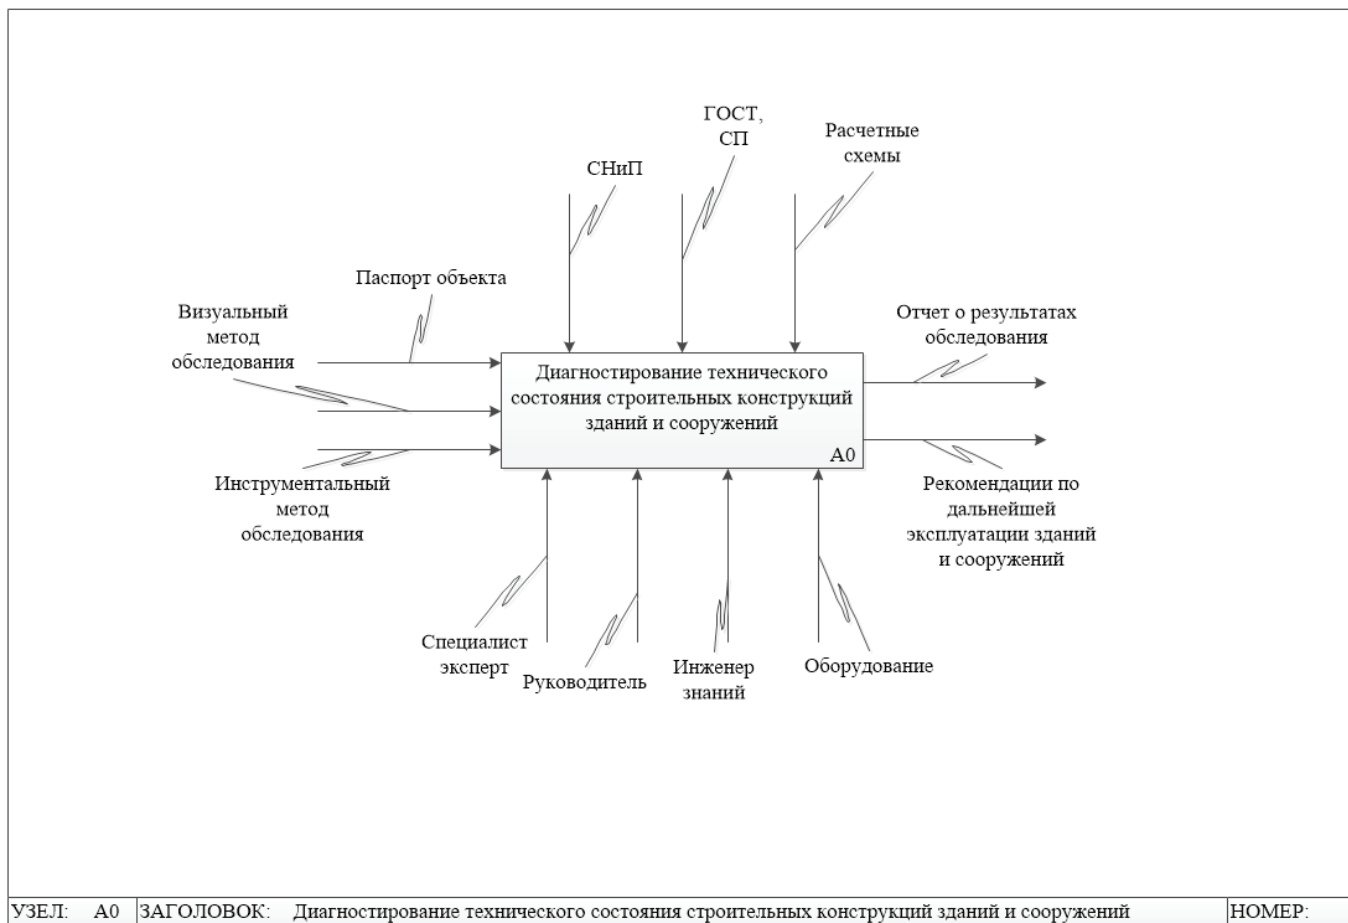 ГОСТ,
СП
Расчетные
схемы
СНиП
Паспорт объекта
Визуальный
метод
обследования
Отчет о результатах
обследования
Диагностирование технического
состояния строительных конструкций
зданий и сооружений
А0
Инструментальный
метод
обследования
Рекомендации по
дальнейшей
эксплуатации зданий
и сооружений
Специалист
эксперт
Руководитель
Инженер
знаний
Оборудование
УЗЕЛ: А0 ЗАГОЛОВОК: Диагностирование технического состояния строительных конструкций зданий и сооружений НОМЕР: